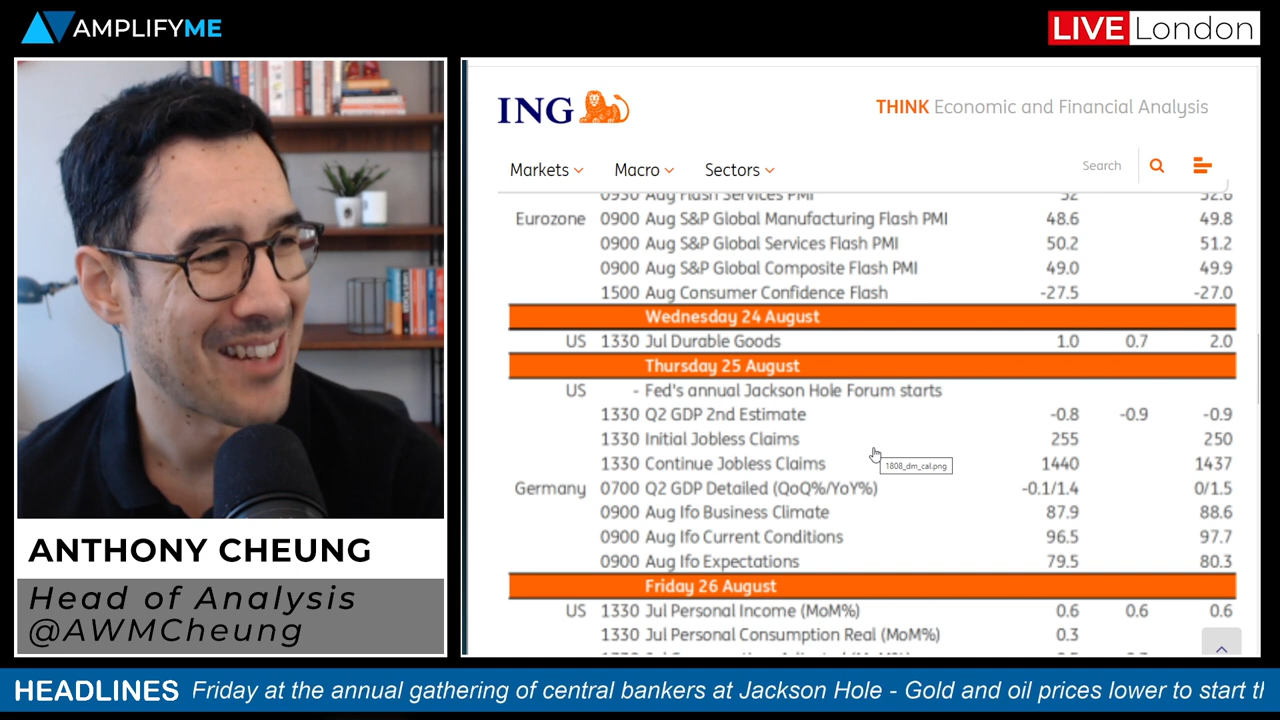 AMPLIFYME
LIVE London
ING
THINK Economic and Financial Analysis
Markets Macro Sectors Search
0930 Aug Flash Services PMI 52 52.6
Eurozone 0900 Aug S&P Global Manufacturing Flash PMI 48.6 49.8
0900 Aug S&P Global Services Flash PMI 50.2 51.2
0900 Aug S&P Global Composite Flash PMI 49.0 49.9
1500 Aug Consumer Confidence Flash -27.5 -27.0
Wednesday 24 August
US 1330 Jul Durable Goods 1.0 0.7 2.0
Thursday 25 August
US - Fed's annual Jackson Hole Forum starts
1330 Q2 GDP 2nd Estimate -0.8 -0.9 -0.9
1330 Initial Jobless Claims 255 250
1330 Continue Jobless Claims 1440 1437
1808_dm_cal.png
Germany 0700 Q2 GDP Detailed (QoQ%/YoY%) -0.1/1.4 0/1.5
0900 Aug Ifo Business Climate 87.9 88.6
0900 Aug Ifo Current Conditions 96.5 97.7
0900 Aug Ifo Expectations 79.5 80.3
Friday 26 August
US 1330 Jul Personal Income (MoM%) 0.6 0.6 0.6
1330 Jul Personal Consumption Real (MoM%) 0.3
ANTHONY CHEUNG
Head of Analysis
@AWMCheung
HEADLINES Friday at the annual gathering of central bankers at Jackson Hole - Gold and oil prices lower to start